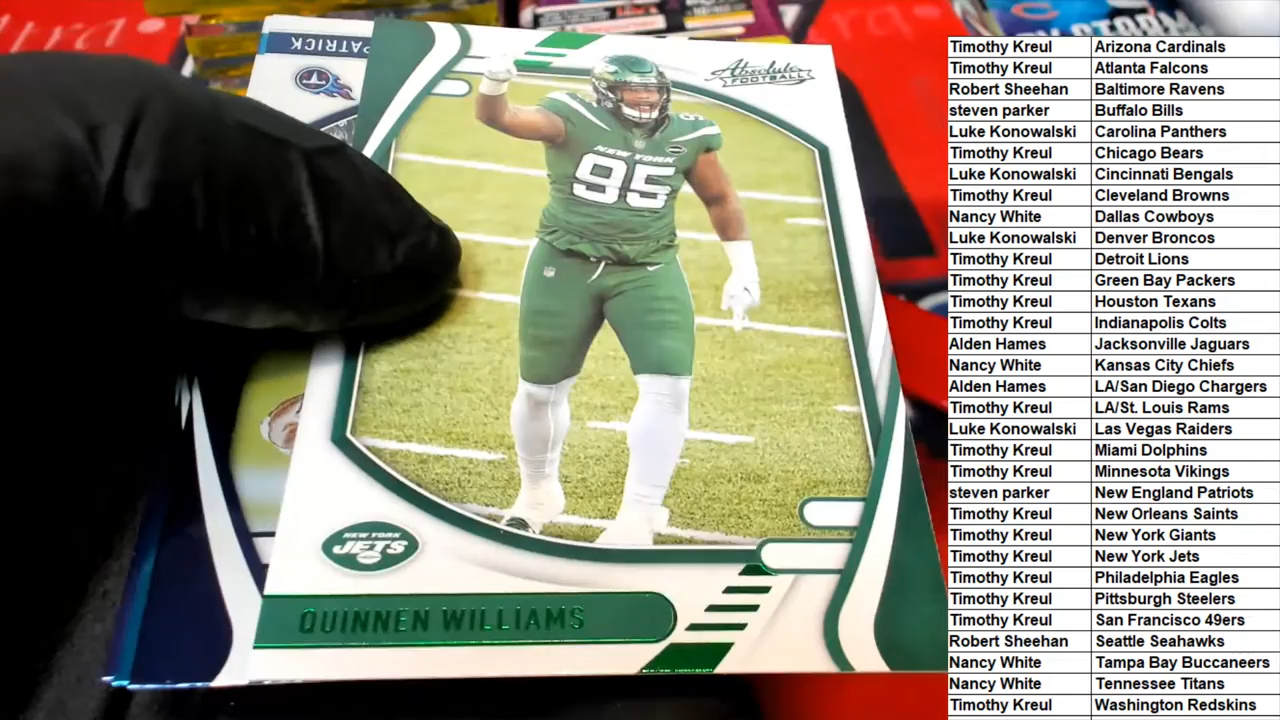 Absolute
FOOTBALL
PATRICK
NEW YORK
95
95
NEW YORK
JETS
QUINNEN WILLIAMS
STORM
Timothy Kreul Arizona Cardinals
Timothy Kreul Atlanta Falcons
Robert Sheehan Baltimore Ravens
steven parker Buffalo Bills
Luke Konowalski Carolina Panthers
Timothy Kreul Chicago Bears
Luke Konowalski Cincinnati Bengals
Timothy Kreul Cleveland Browns
Nancy White Dallas Cowboys
Luke Konowalski Denver Broncos
Timothy Kreul Detroit Lions
Timothy Kreul Green Bay Packers
Timothy Kreul Houston Texans
Timothy Kreul Indianapolis Colts
Alden Hames Jacksonville Jaguars
Nancy White Kansas City Chiefs
Alden Hames LA/San Diego Chargers
Timothy Kreul LA/St. Louis Rams
Luke Konowalski Las Vegas Raiders
Timothy Kreul Miami Dolphins
Timothy Kreul Minnesota Vikings
steven parker New England Patriots
Timothy Kreul New Orleans Saints
Timothy Kreul New York Giants
Timothy Kreul New York Jets
Timothy Kreul Philadelphia Eagles
Timothy Kreul Pittsburgh Steelers
Timothy Kreul San Francisco 49ers
Robert Sheehan Seattle Seahawks
Nancy White Tampa Bay Buccaneers
Nancy White Tennessee Titans
Timothy Kreul Washington Redskins